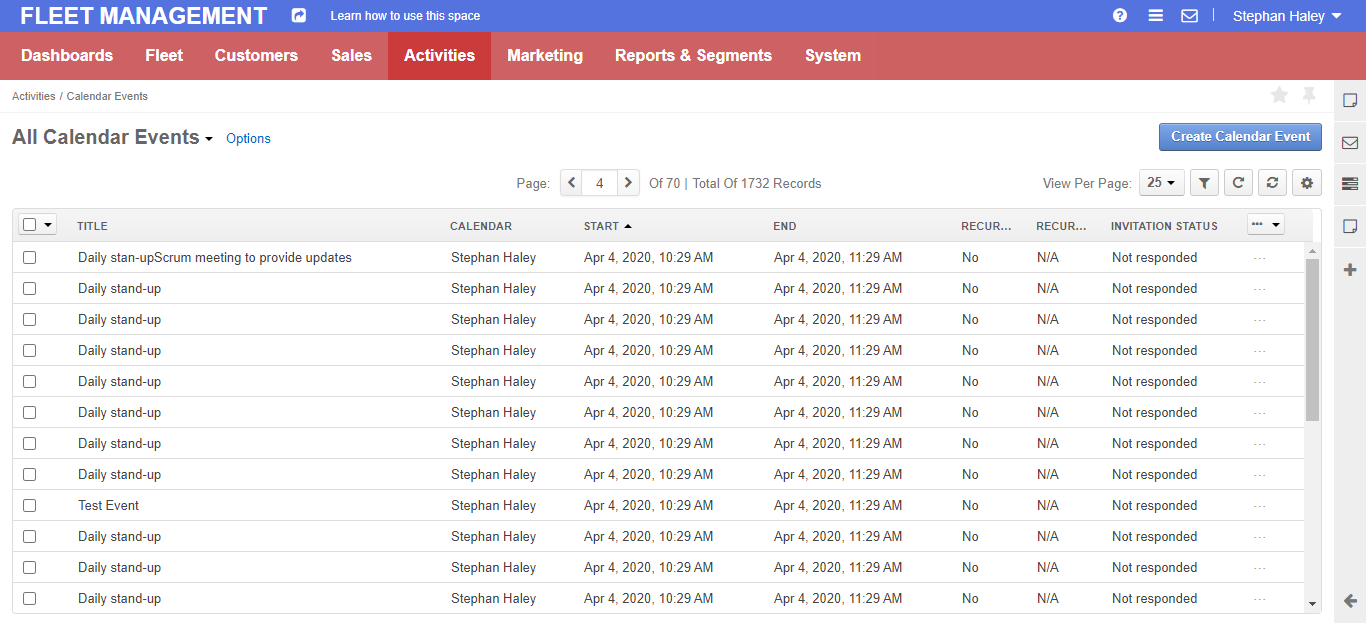 FLEET MANAGEMENT Learn how to use this space Stephan Haley
Dashboards Fleet Customers Sales Activities Marketing Reports & Segments System
Activities / Calendar Events
All Calendar Events Options Create Calendar Event
Page: 4 Of 70 | Total Of 1732 Records View Per Page: 25
TITLE CALENDAR START END RECUR... RECUR... INVITATION STATUS
Daily stan-upScrum meeting to provide updates Stephan Haley Apr 4, 2020, 10:29 AM Apr 4, 2020, 11:29 AM No N/A Not responded ...
Daily stand-up Stephan Haley Apr 4, 2020, 10:29 AM Apr 4, 2020, 11:29 AM No N/A Not responded ...
Daily stand-up Stephan Haley Apr 4, 2020, 10:29 AM Apr 4, 2020, 11:29 AM No N/A Not responded ...
Daily stand-up Stephan Haley Apr 4, 2020, 10:29 AM Apr 4, 2020, 11:29 AM No N/A Not responded ...
Daily stand-up Stephan Haley Apr 4, 2020, 10:29 AM Apr 4, 2020, 11:29 AM No N/A Not responded ...
Daily stand-up Stephan Haley Apr 4, 2020, 10:29 AM Apr 4, 2020, 11:29 AM No N/A Not responded ...
Daily stand-up Stephan Haley Apr 4, 2020, 10:29 AM Apr 4, 2020, 11:29 AM No N/A Not responded ...
Daily stand-up Stephan Haley Apr 4, 2020, 10:29 AM Apr 4, 2020, 11:29 AM No N/A Not responded ...
Test Event Stephan Haley Apr 4, 2020, 10:29 AM Apr 4, 2020, 11:29 AM No N/A Not responded ...
Daily stand-up Stephan Haley Apr 4, 2020, 10:29 AM Apr 4, 2020, 11:29 AM No N/A Not responded ...
Daily stand-up Stephan Haley Apr 4, 2020, 10:29 AM Apr 4, 2020, 11:29 AM No N/A Not responded ...
Daily stand-up Stephan Haley Apr 4, 2020, 10:29 AM Apr 4, 2020, 11:29 AM No N/A Not responded ...